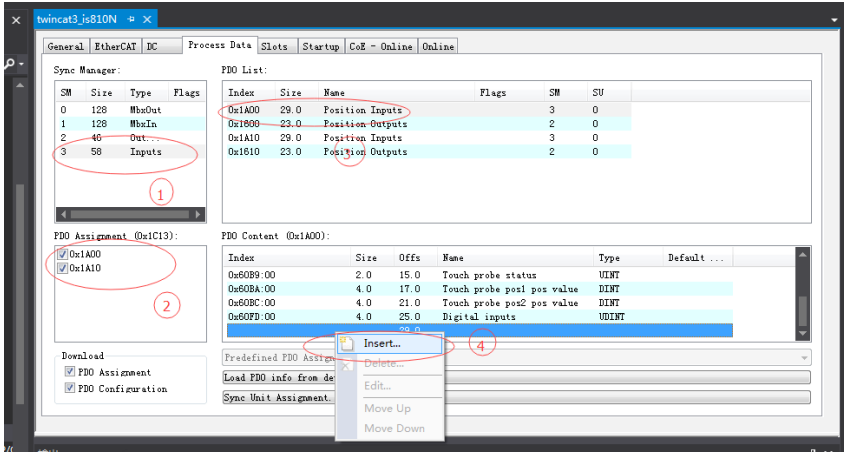 twincat3_is810N
General EtherCAT DC Process Data Slots Startup CoE - Online Online
Sync Manager:
SM Size Type Flags
0 128 MbxOut
1 128 MbxIn
2 46 Out...
3 58 Inputs
1
PDO List:
Index Size Name Flags SM SU
0x1A00 29.0 Position Inputs 3 0
0x1600 23.0 Position Outputs 2 0
0x1A10 29.0 Position Inputs 3 0
0x1610 23.0 Position Outputs 2 0
3
PDO Assignment (0x1C13):
0x1A00
0x1A10
2
PDO Content (0x1A00):
Index Size Offs Name Type Default ...
0x60B9:00 2.0 15.0 Touch probe status UINT
0x60BA:00 4.0 17.0 Touch probe pos1 pos value DINT
0x60BC:00 4.0 21.0 Touch probe pos2 pos value DINT
0x60FD:00 4.0 25.0 Digital inputs UDINT
29.0
Insert...
Delete...
Edit...
Move Up
Move Down
4
Download
PDO Assignment
PDO Configuration
Predefined PDO Assign
Load PDO info from de
Sync Unit Assignment.